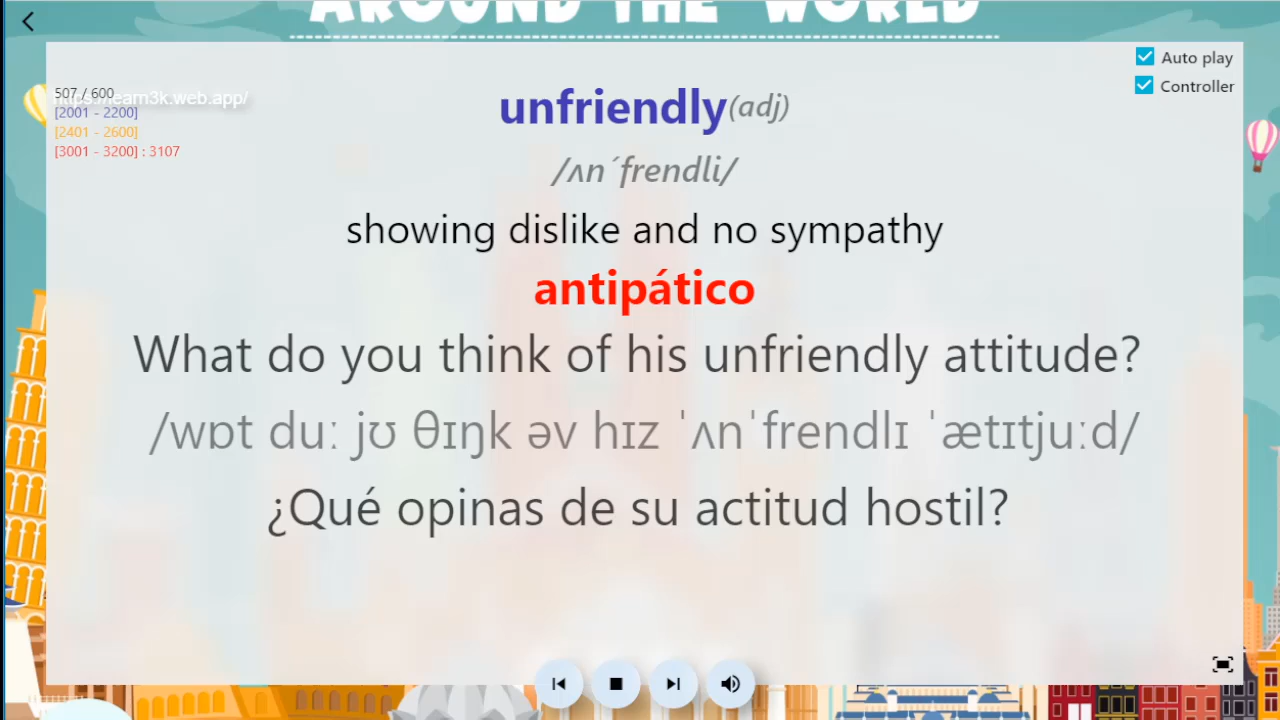 AROUND THE WORLD
Auto play
Controller
507 / 600
https://learn3k.web.app/
[2001 - 2200]
[2401 - 2600]
[3001 - 3200] : 3107
unfriendly(adj)
/ʌn´frendli/
showing dislike and no sympathy
antipático
What do you think of his unfriendly attitude?
/wɒt duː jʊ θɪŋk əv hɪz ˈʌnˈfrendlɪ ˈætɪtjuːd/
¿Qué opinas de su actitud hostil?